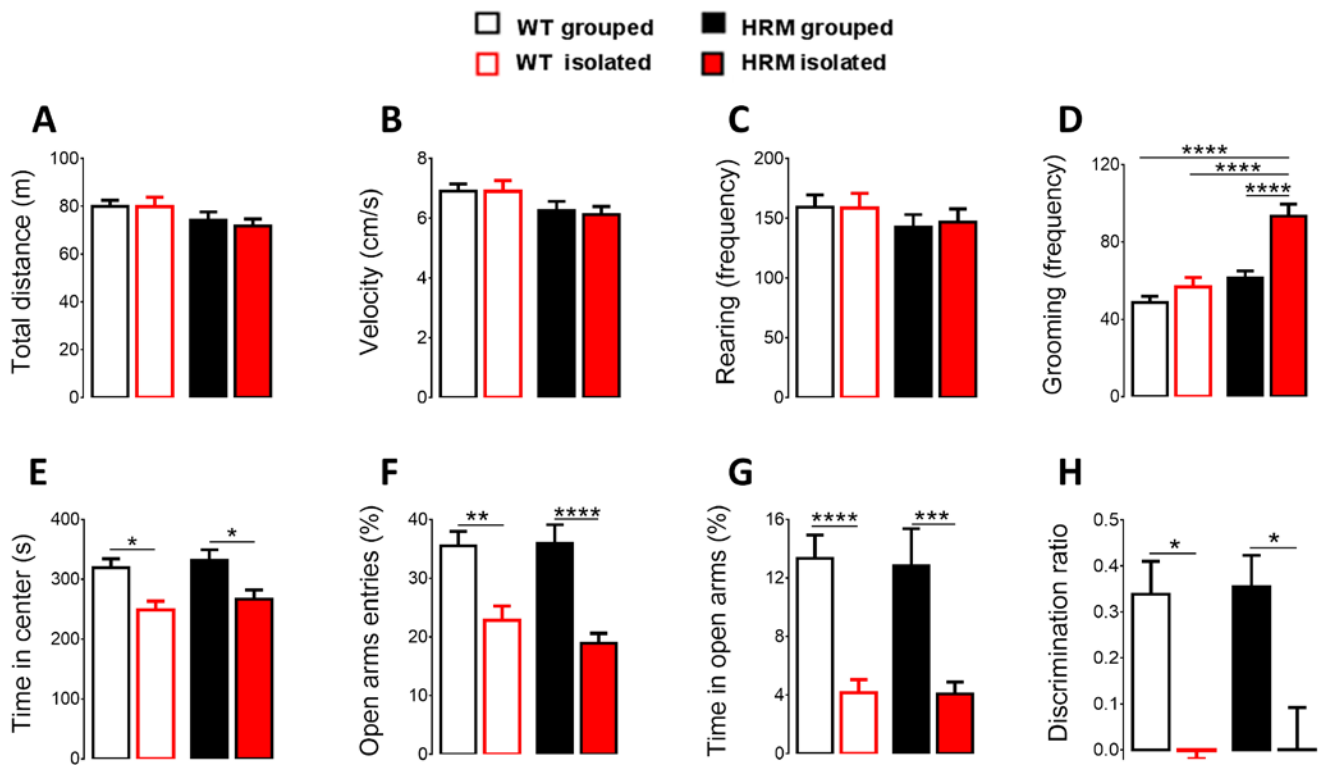 WT grouped HRM grouped
WT isolated HRM isolated
A
Total distance (m)
100
80
60
40
20
0
B
Velocity (cm/s)
8
6
4
2
0
C
Rearing (frequency)
200
150
100
50
0
D
Grooming (frequency)
120
80
40
0
****
****
****
E
Time in center (s)
400
300
200
100
0
*
*
F
Open arms entries (%)
40
30
20
10
0
**
****
G
Time in open arms (%)
16
12
8
4
0
****
***
H
Discrimination ratio
0.5
0.4
0.3
0.2
0.1
0.0
*
*